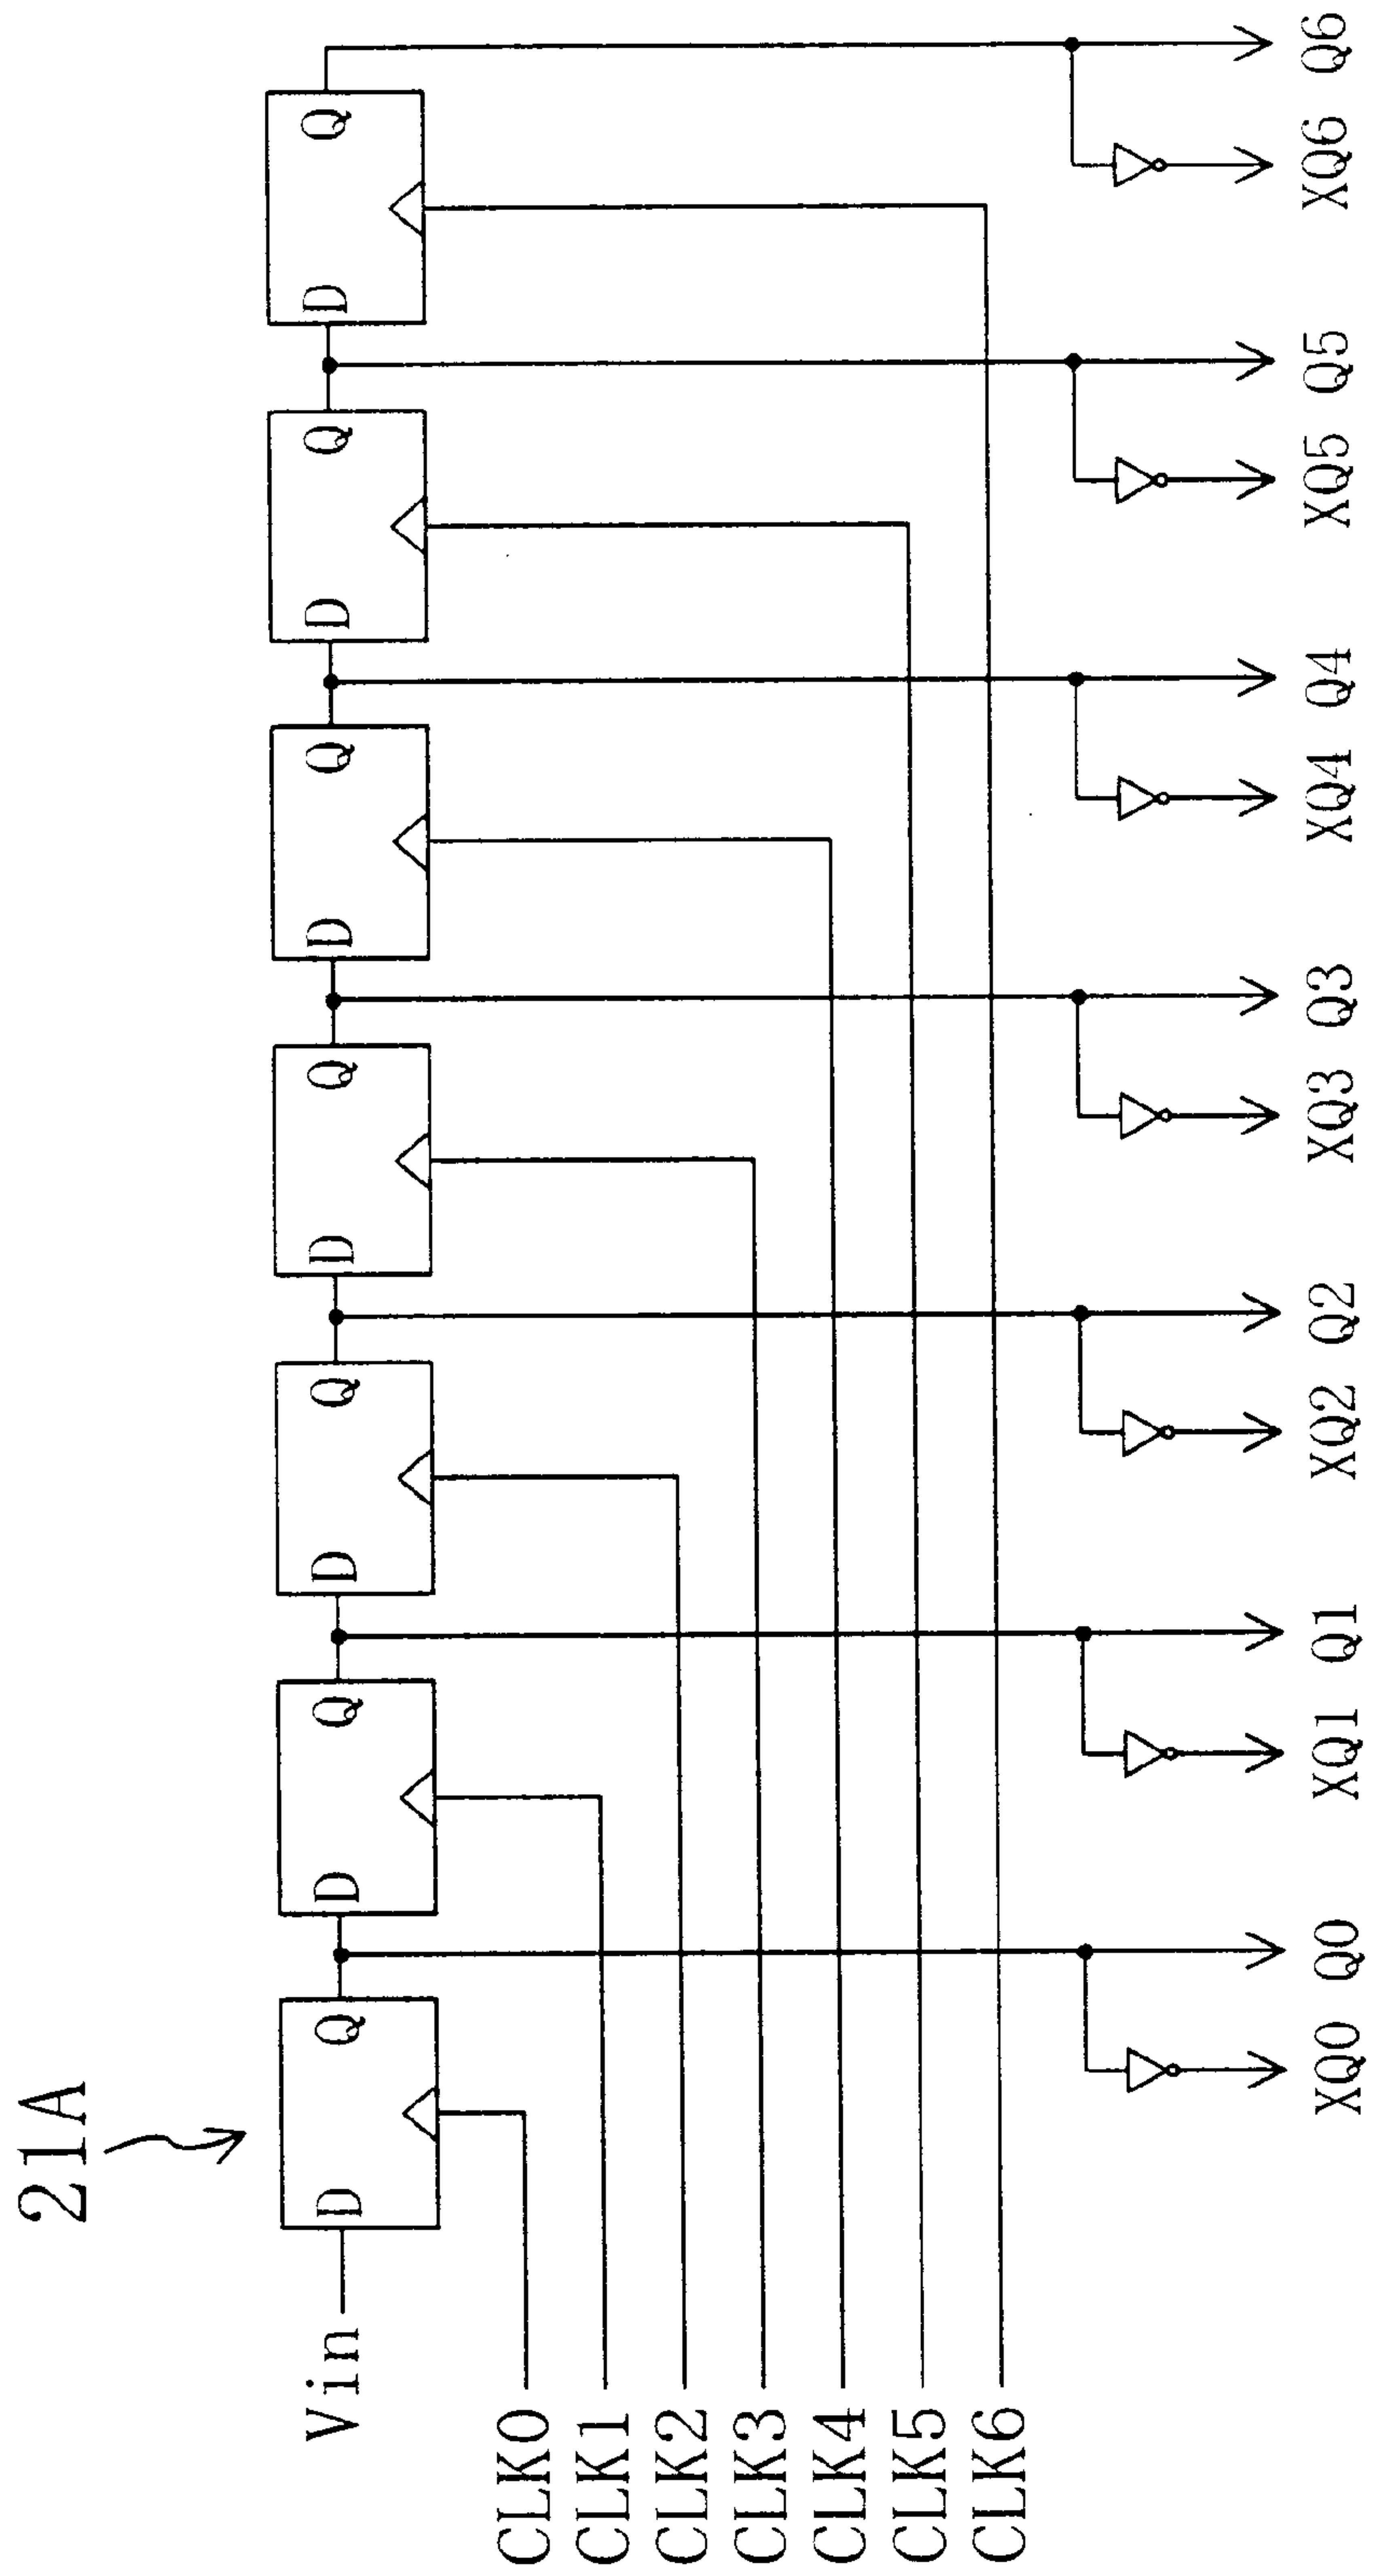 21A
Vin
D Q D Q D Q D Q D Q D Q D Q
CLK0
CLK1
CLK2
CLK3
CLK4
CLK5
CLK6
XQ0 Q0 XQ1 Q1 XQ2 Q2 XQ3 Q3 XQ4 Q4 XQ5 Q5 XQ6 Q6